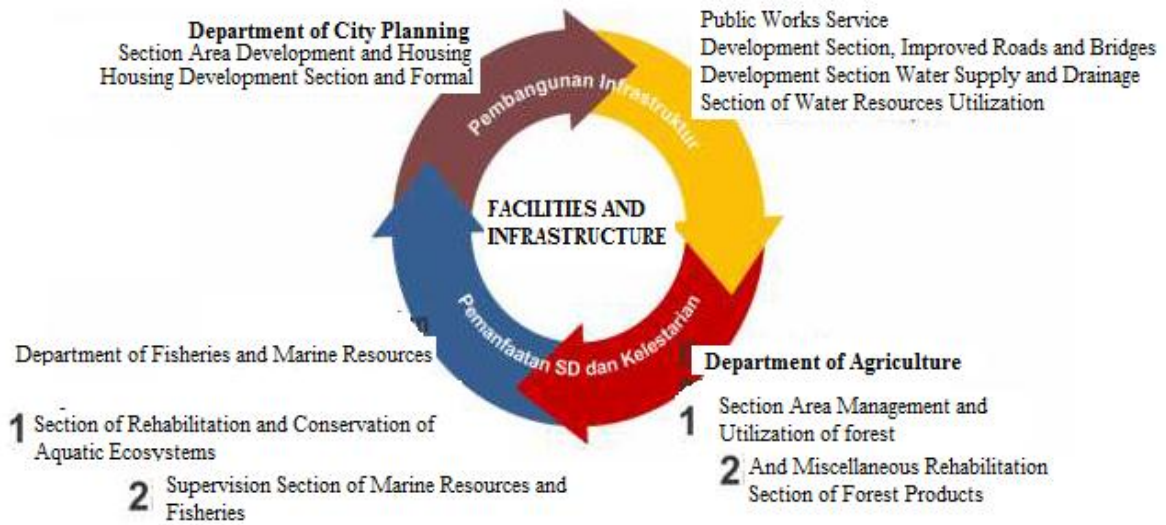 Department of City Planning
Section Area Development and Housing
Housing Development Section and Formal
Public Works Service
Development Section, Improved Roads and Bridges
Development Section Water Supply and Drainage
Section of Water Resources Utilization
Pembangunan Infrastruktur
FACILITIES AND
INFRASTRUCTURE
Pemanfaatan SD dan Kelestarian
Department of Fisheries and Marine Resources
1 Section of Rehabilitation and Conservation of
Aquatic Ecosystems
2 Supervision Section of Marine Resources and
Fisheries
Department of Agriculture
1 Section Area Management and
Utilization of forest
2 And Miscellaneous Rehabilitation
Section of Forest Products